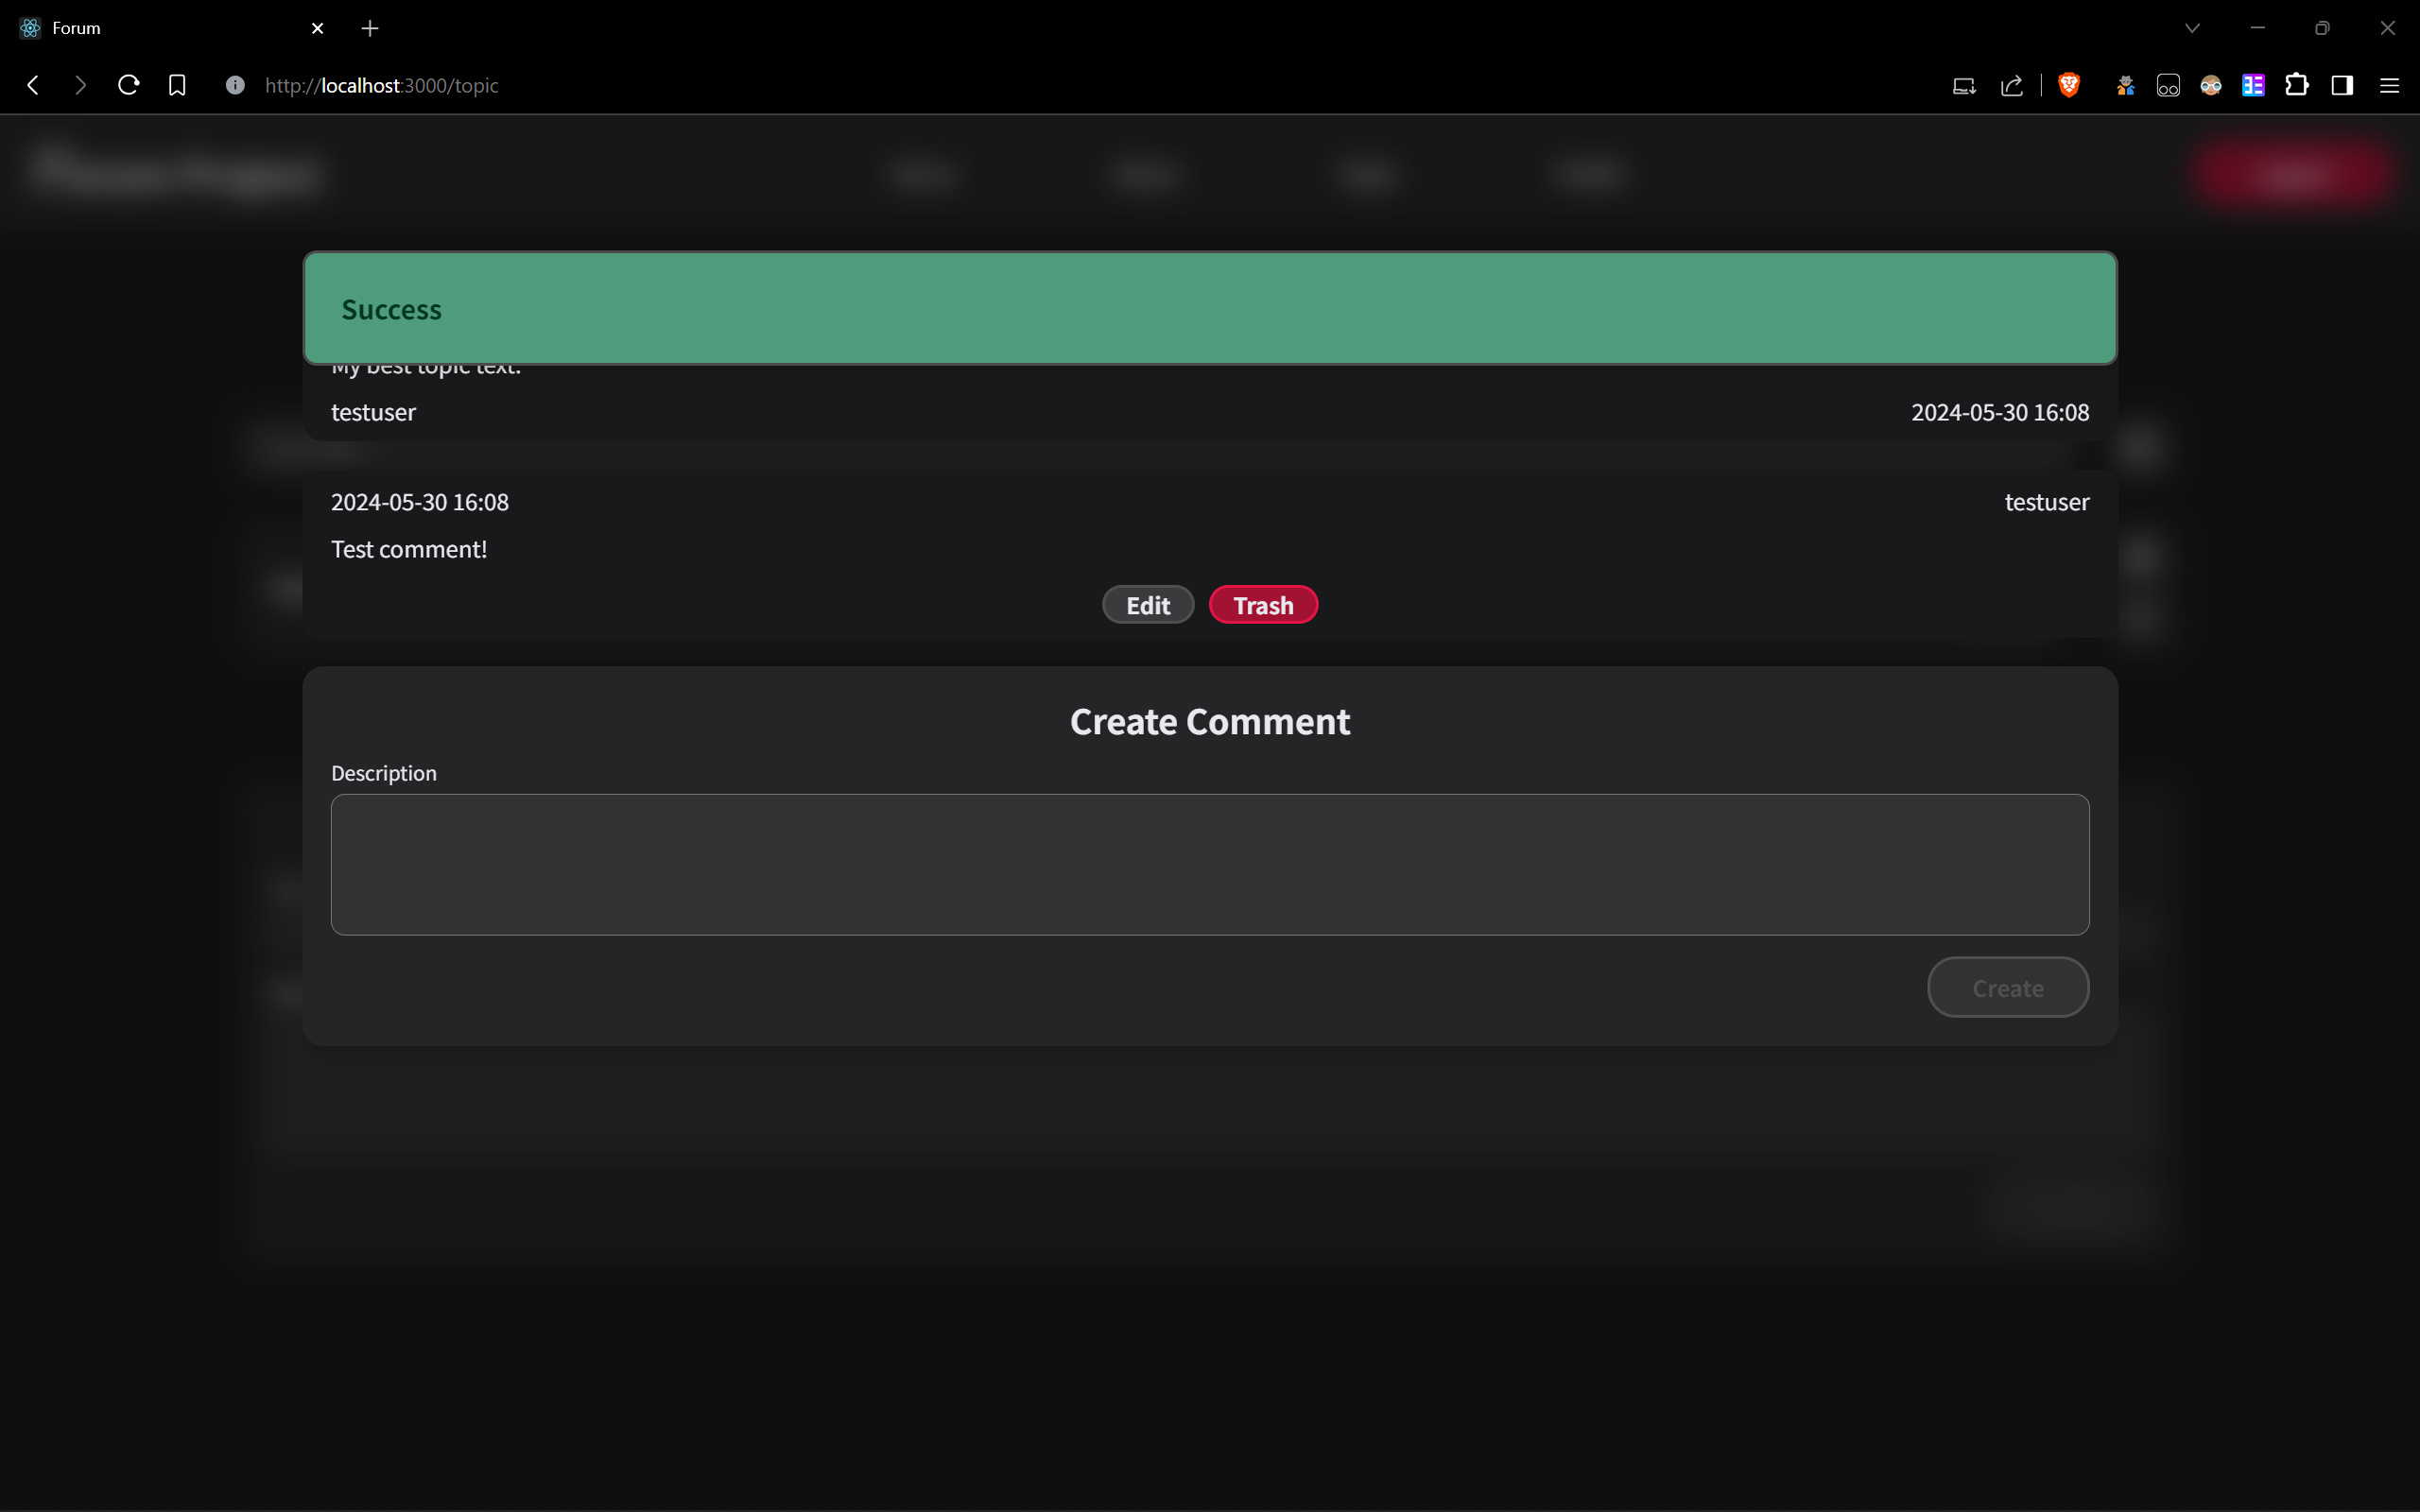 Forum
http://localhost:3000/topic
Success
My best topic text.
testuser
2024-05-30 16:08
2024-05-30 16:08
testuser
Test comment!
Edit
Trash
Create Comment
Description
Create